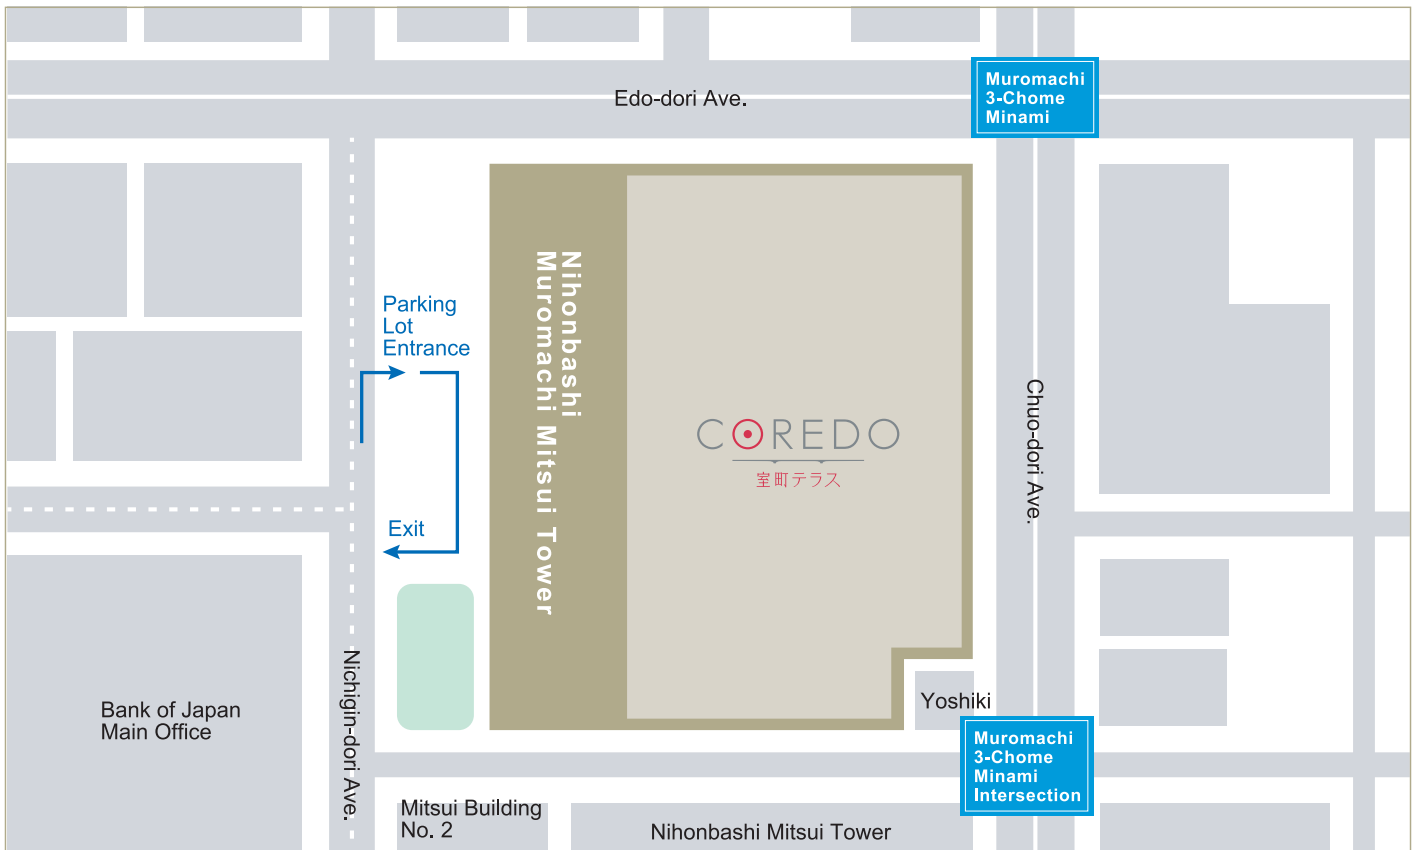 Edo-dori Ave.
Muromachi
3-Chome
Minami
Nihonbashi
Muromachi Mitsui Tower
Parking
Lot
Entrance
Chuo-dori Ave.
COREDO
室町テラス
Exit
Nichigin-dori Ave.
Bank of Japan
Main Office
Yoshiki
Muromachi
3-Chome
Minami
Intersection
Mitsui Building
No. 2
Nihonbashi Mitsui Tower